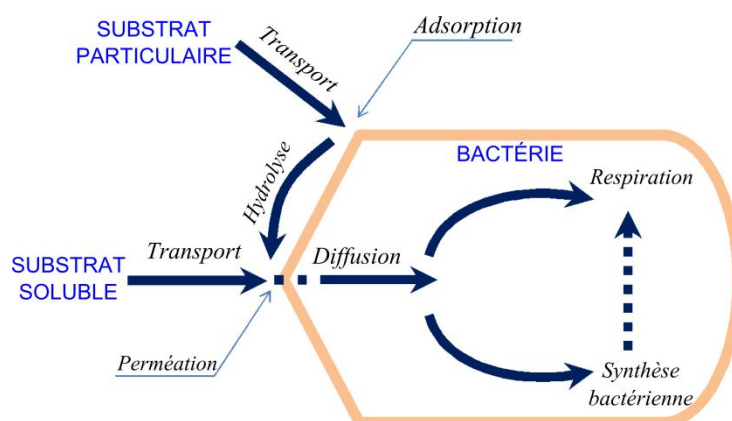 SUBSTRAT
PARTICULAIRE
Transport
Adsorption
Hydrolyse
BACTÉRIE
Respiration
SUBSTRAT
SOLUBLE
Transport
Diffusion
Perméation
Synthèse
bactérienne